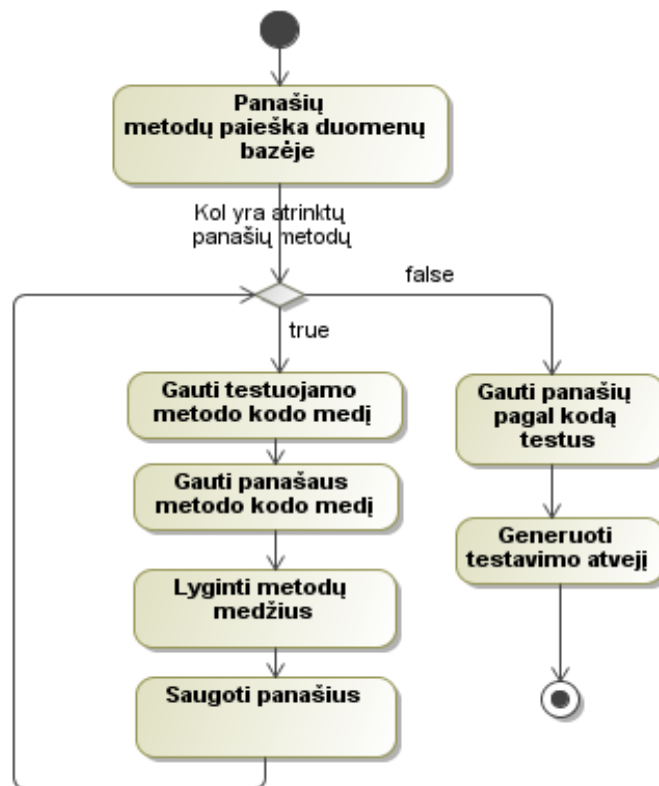 Panašių
metodų paieška duomenų
bazėje
Kol yra atrinktų
panašių metodų
false
true
Gauti testuojamo
metodo kodo medį
Gauti panašaus
metodo kodo medį
Lyginti metodų
medžius
Saugoti panašius
Gauti panašių
pagal kodą
testus
Generuoti
testavimo atvejį